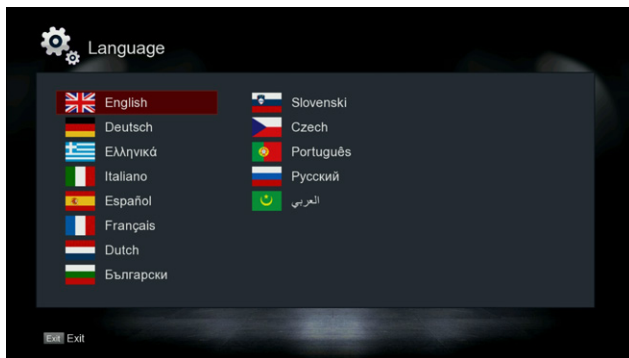 Language
English
Deutsch
Ελληνικά
Italiano
Español
Français
Dutch
Български
Slovenski
Czech
Português
Русский
العربي
Exit Exit